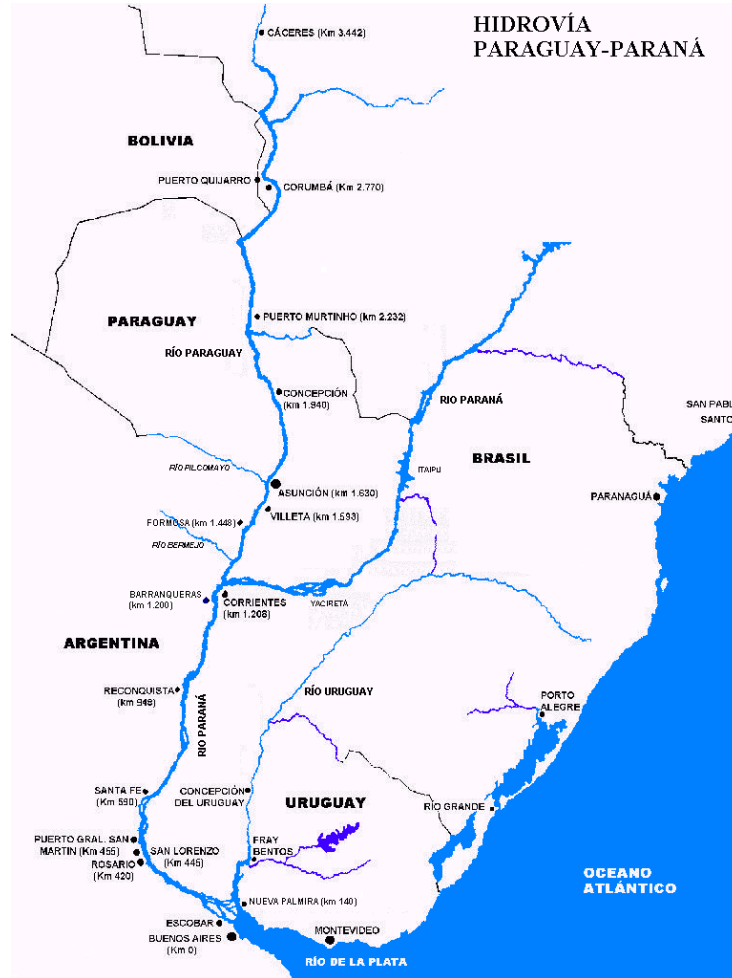 HIDROVÍA
PARAGUAY-PARANÁ
CÁCERES (Km 3.442)
BOLIVIA
PUERTO QUIJARRO
CORUMBÁ (Km 2.770)
PARAGUAY
PUERTO MURTINHO (km 2.232)
RÍO PARAGUAY
CONCEPCIÓN
(km 1.940)
RIO PARANÁ
SAN PABL
SANTO
BRASIL
RÍO PILCOMAYO
ITAIPU
ASUNCIÓN (km 1.630)
PARANAGUÁ
VILLETA (km 1.593)
FORMOSA (km 1.448)
RÍO BERMEJO
BARRANQUERAS
(km 1.200)
CORRIENTES
(km 1.208)
YACIRETÁ
ARGENTINA
RECONQUISTA
(km 948)
RIO PARANÁ
RÍO URUGUAY
PORTO
ALEGRE
SANTA FE
(Km 590)
CONCEPCIÓN
DEL URUGUAY
URUGUAY
RÍO GRANDE
PUERTO GRAL. SAN
MARTIN (Km 455)
SAN LORENZO
(Km 445)
ROSARIO
(Km 420)
FRAY
BENTOS
OCEANO
ATLÁNTICO
NUEVA PALMIRA (km 140)
ESCOBAR
BUENOS AIRES
(Km 0)
MONTEVIDEO
RÍO DE LA PLATA